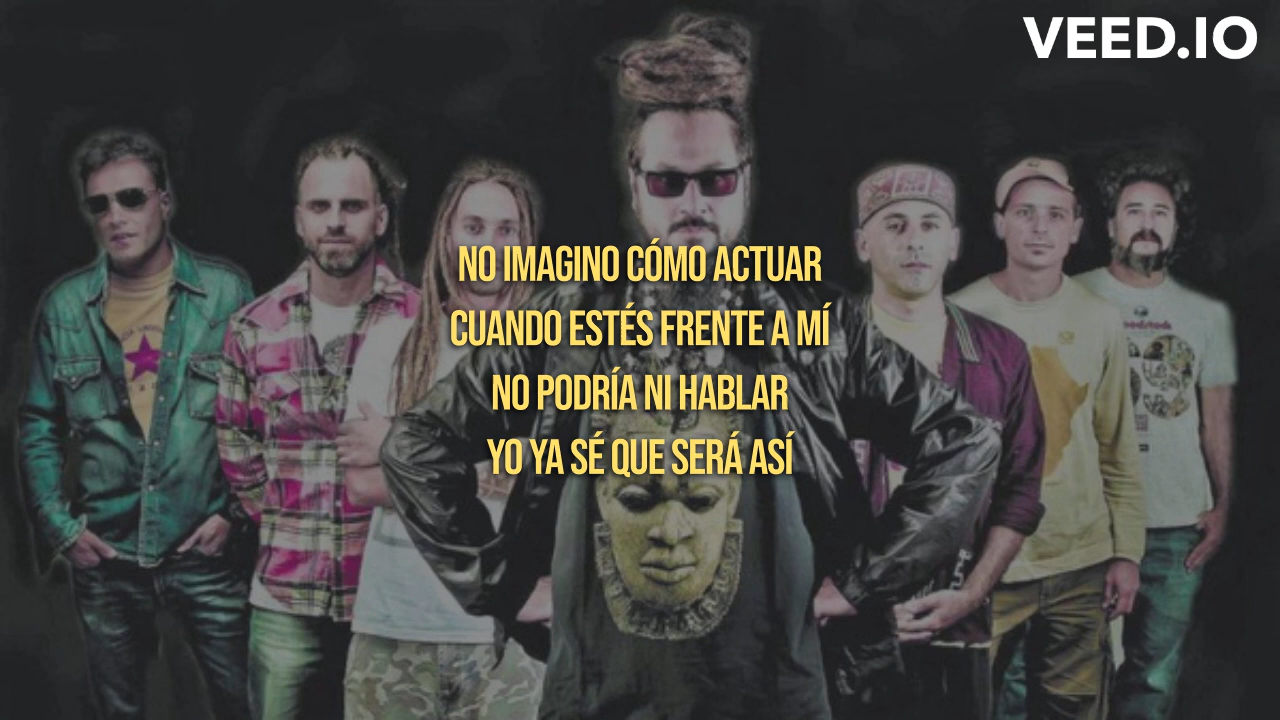 VEED.IO
NO IMAGINO CÓMO ACTUAR
CUANDO ESTÉS FRENTE A MÍ
NO PODRÍA NI HABLAR
YO YA SÉ QUE SERÁ ASÍ